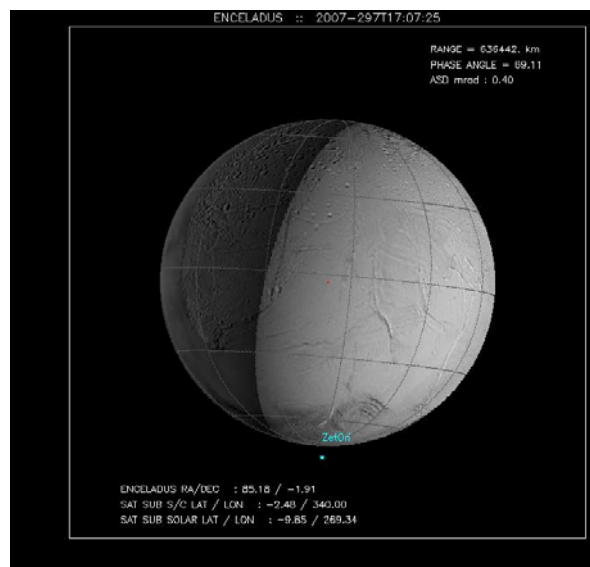 ENCELADUS :: 2007-297T17:07:25
RANGE = 636442. km
PHASE ANGLE = 69.11
ASD mrad : 0.40
ZetOri
ENCELADUS RA/DEC : 85.18 / -1.91
SAT SUB S/C LAT / LON : -2.48 / 340.00
SAT SUB SOLAR LAT / LON : -9.85 / 269.34